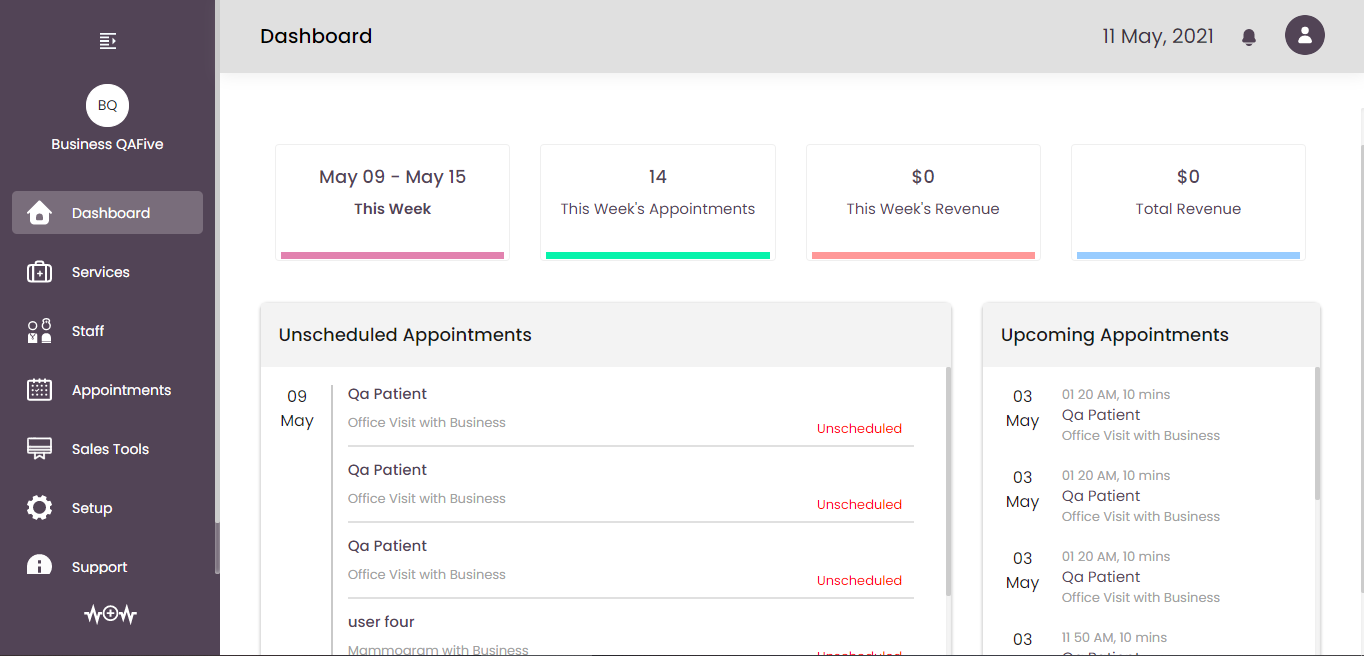 Dashboard
11 May, 2021
BQ
Business QAFive
Dashboard
Services
Staff
Appointments
Sales Tools
Setup
Support
May 09 - May 15
This Week
14
This Week's Appointments
$0
This Week's Revenue
$0
Total Revenue
Unscheduled Appointments
09
May
Qa Patient
Office Visit with Business
Unscheduled
Qa Patient
Office Visit with Business
Unscheduled
Qa Patient
Office Visit with Business
Unscheduled
user four
Mammogram with Business
Unscheduled
Upcoming Appointments
03
May
01 20 AM, 10 mins
Qa Patient
Office Visit with Business
03
May
01 20 AM, 10 mins
Qa Patient
Office Visit with Business
03
May
01 20 AM, 10 mins
Qa Patient
Office Visit with Business
03
11 50 AM, 10 mins
Qa Patient